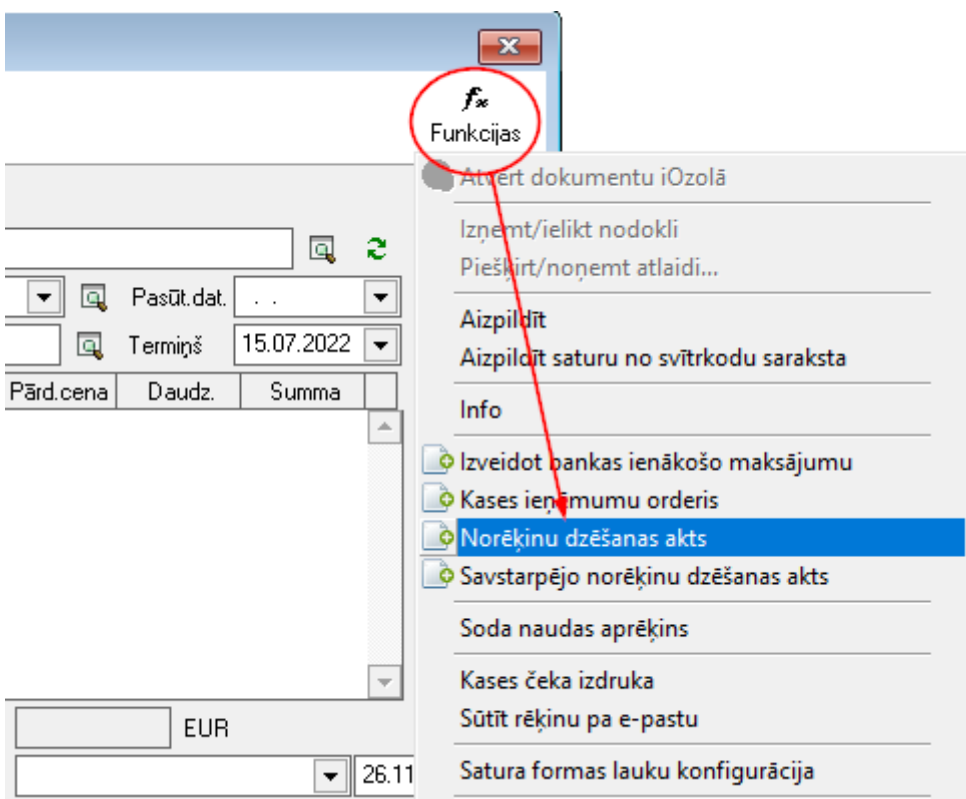 Funkcijas
Atvērt dokumentu iOzolā
Izņemt/ielikt nodokli
Piešķirt/noņemt atlaidi...
Aizpildīt
Aizpildīt saturu no svītrkodu saraksta
Info
Izveidot bankas ienākošo maksājumu
Kases ieņēmumu orderis
Norēķinu dzēšanas akts
Savstarpējo norēķinu dzēšanas akts
Soda naudas aprēķins
Kases čeka izdruka
Sūtīt rēķinu pa e-pastu
Satura formas lauku konfigurācija
Pasūt.dat. . .
Termiņš 15.07.2022
Pārd.cena Daudz. Summa
EUR
26.11